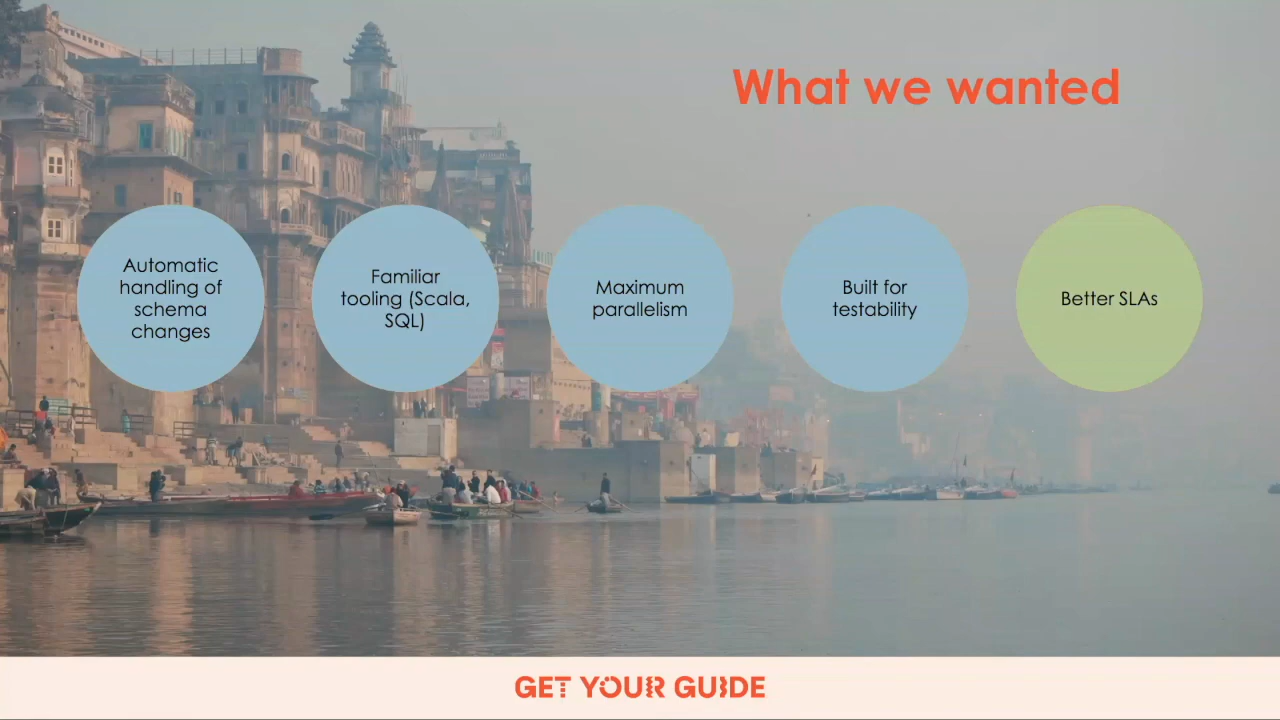 What we wanted
Automatic
handling of
schema
changes
Familiar
tooling (Scala,
SQL)
Maximum
parallelism
Built for
testability
Better SLAs
GET YOUR GUIDE